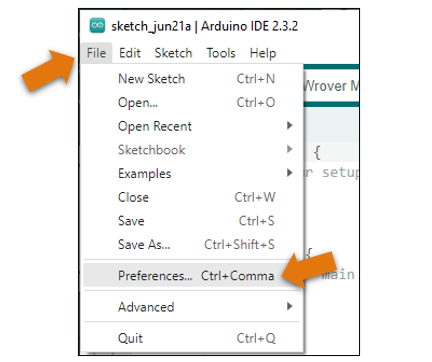 sketch_jun21a | Arduino IDE 2.3.2
File Edit Sketch Tools Help
New Sketch Ctrl+N
Wrover M
Open... Ctrl+O
Open Recent
Sketchbook
{
Examples
r setup
Close Ctrl+W
Save Ctrl+S
Save As... Ctrl+Shift+S
{
Preferences... Ctrl+Comma
main
Advanced
Quit Ctrl+Q